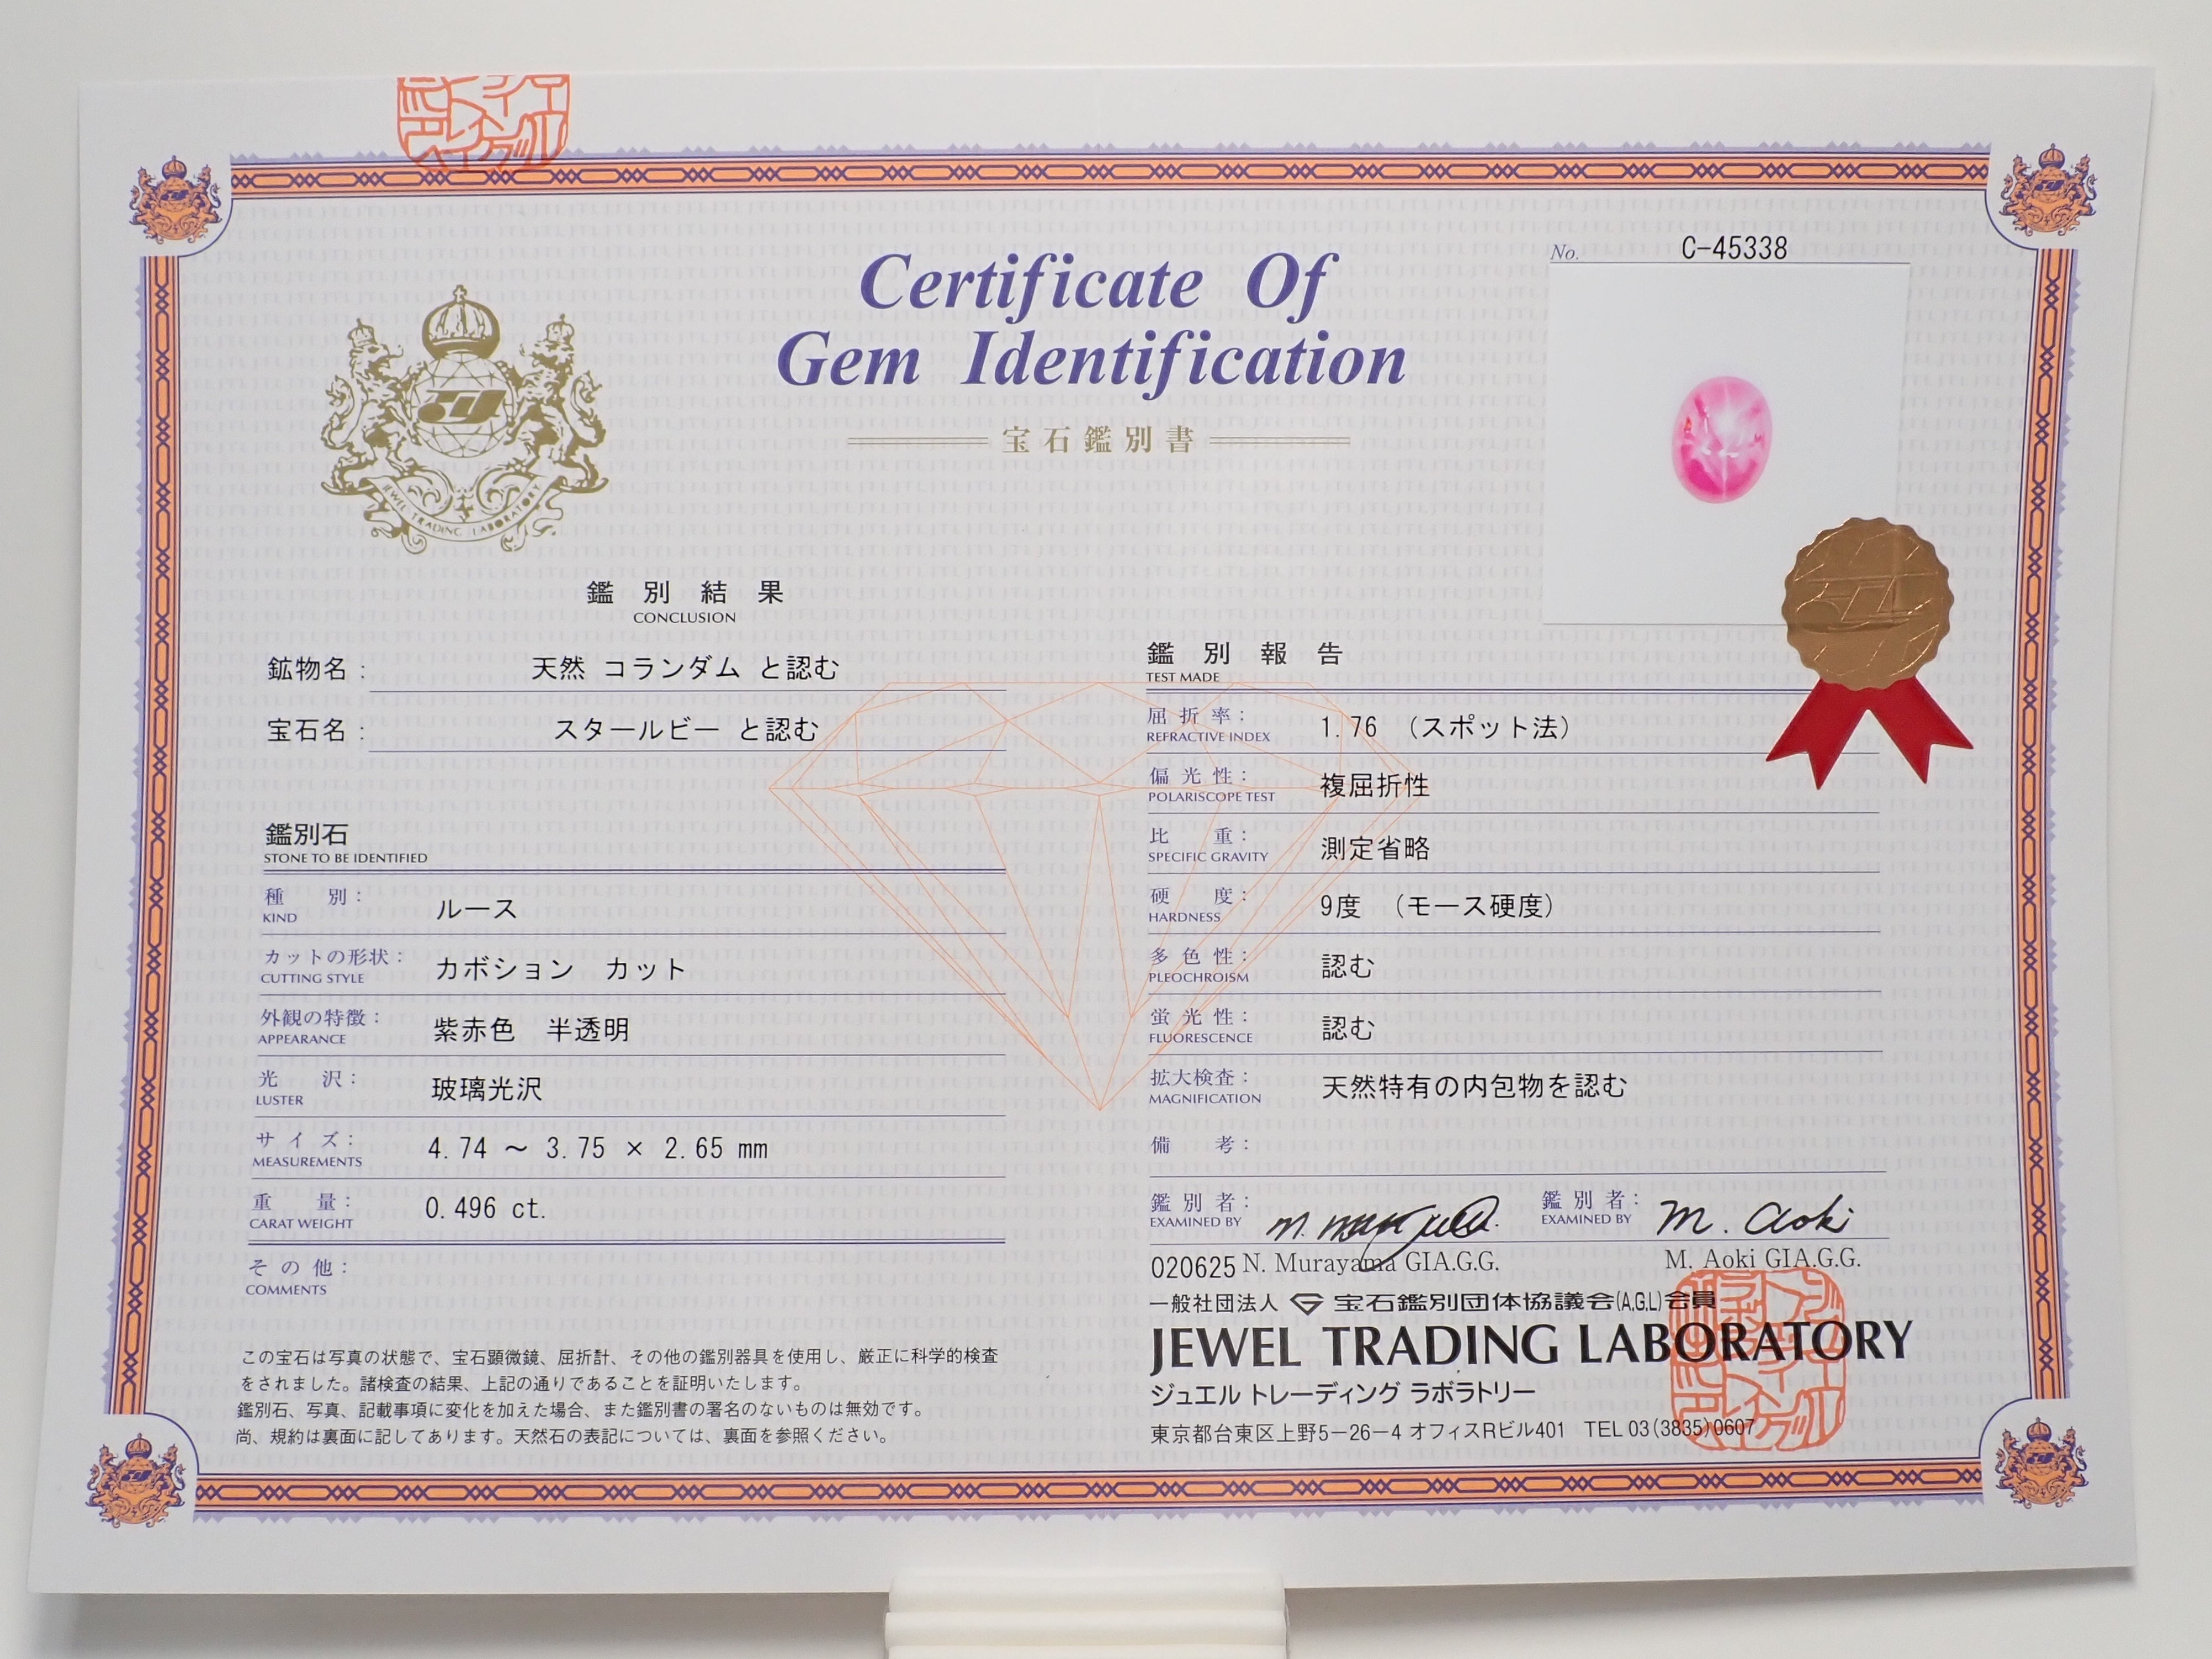 Certificate Of
Gem Identification
宝石鑑別書
No. C-45338
JEWEL TRADING LABORATORY
鑑別結果
CONCLUSION
鉱物名: 天然 コランダム と認む
宝石名: スタールビー と認む
鑑別石
STONE TO BE IDENTIFIED
種別: ルース
KIND
カットの形状: カボション カット
CUTTING STYLE
外観の特徴: 紫赤色 半透明
APPEARANCE
光沢: 玻璃光沢
LUSTER
サイズ: 4.74 ～ 3.75 × 2.65 mm
MEASUREMENTS
重量: 0.496 ct.
CARAT WEIGHT
その他:
COMMENTS
この宝石は写真の状態で、宝石顕微鏡、屈折計、その他の鑑別器具を使用し、厳正に科学的検査
をされました。諸検査の結果、上記の通りであることを証明いたします。
鑑別石、写真、記載事項に変化を加えた場合、また鑑別書の署名のないものは無効です。
尚、規約は裏面に記してあります。天然石の表記については、裏面を参照ください。
鑑別報告
TEST MADE
屈折率: 1.76 （スポット法）
REFRACTIVE INDEX
偏光性: 複屈折性
POLARISCOPE TEST
比重: 測定省略
SPECIFIC GRAVITY
硬度: 9度 （モース硬度）
HARDNESS
多色性: 認む
PLEOCHROISM
蛍光性: 認む
FLUORESCENCE
拡大検査: 天然特有の内包物を認む
MAGNIFICATION
備考:
鑑別者: 鑑別者: M. Aoki
EXAMINED BY EXAMINED BY
020625 N. Murayama GIA.G.G. M. Aoki GIA.G.G.
一般社団法人 宝石鑑別団体協議会(A.G.L)会員
JEWEL TRADING LABORATORY
ジュエル トレーディング ラボラトリー
東京都台東区上野5-26-4 オフィスRビル401 TEL 03(3835)0607